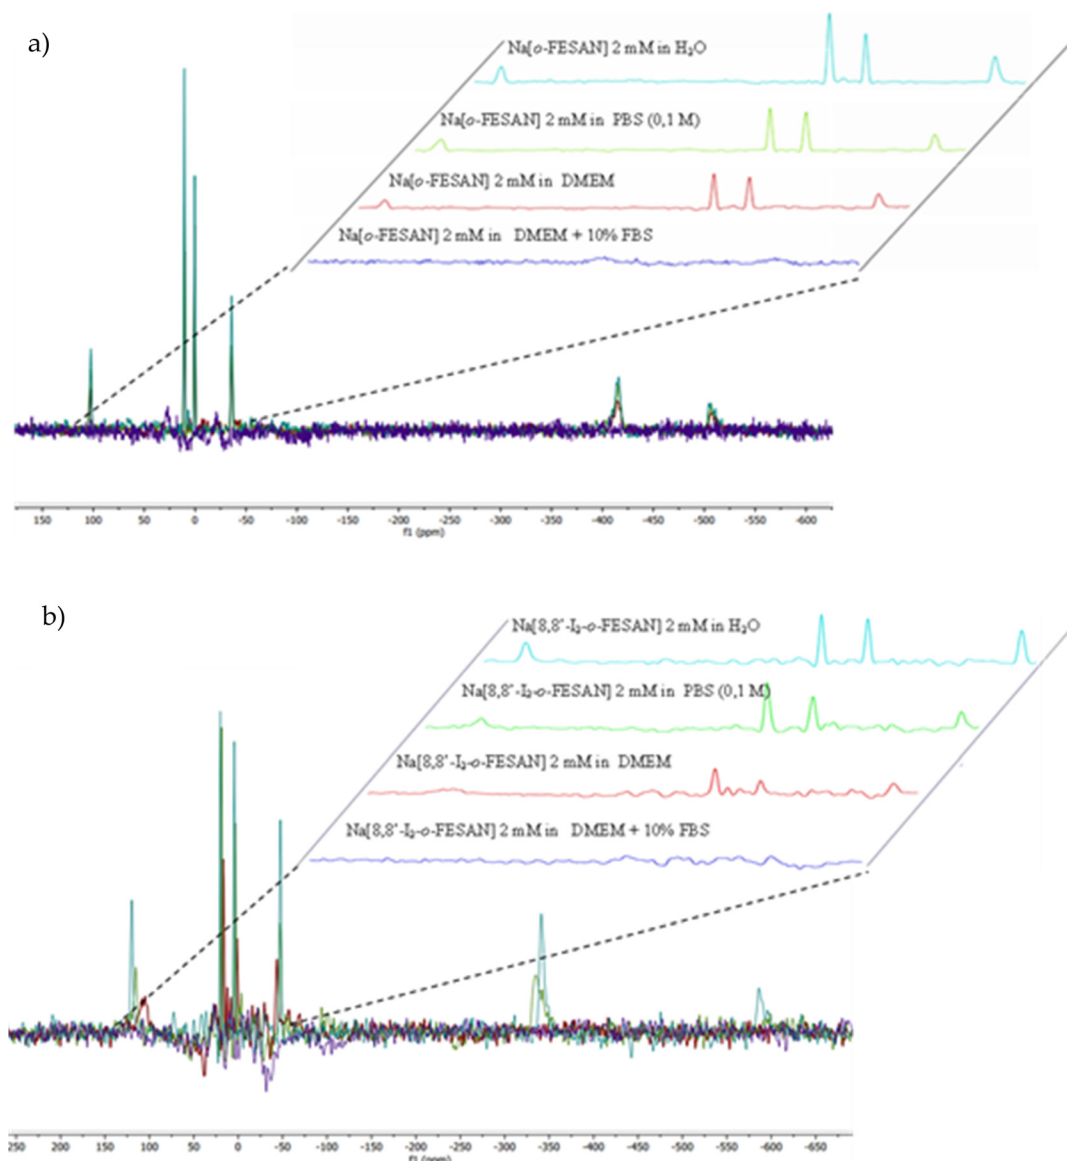 a)
Na[o-FESAN] 2 mM in H₂O
Na[o-FESAN] 2 mM in PBS (0,1 M)
Na[o-FESAN] 2 mM in DMEM
Na[o-FESAN] 2 mM in DMEM + 10% FBS
150 100 50 0 -50 -100 -150 -200 -250 -300 -350 -400 -450 -500 -550 -600
f1 (ppm)
b)
Na[8,8'-I₂-o-FESAN] 2 mM in H₂O
Na[8,8'-I₂-o-FESAN] 2 mM in PBS (0,1 M)
Na[8,8'-I₂-o-FESAN] 2 mM in DMEM
Na[8,8'-I₂-o-FESAN] 2 mM in DMEM + 10% FBS
250 200 150 100 50 0 -50 -100 -150 -200 -250 -300 -350 -400 -450 -500 -550 -600 -650
f1 (ppm)